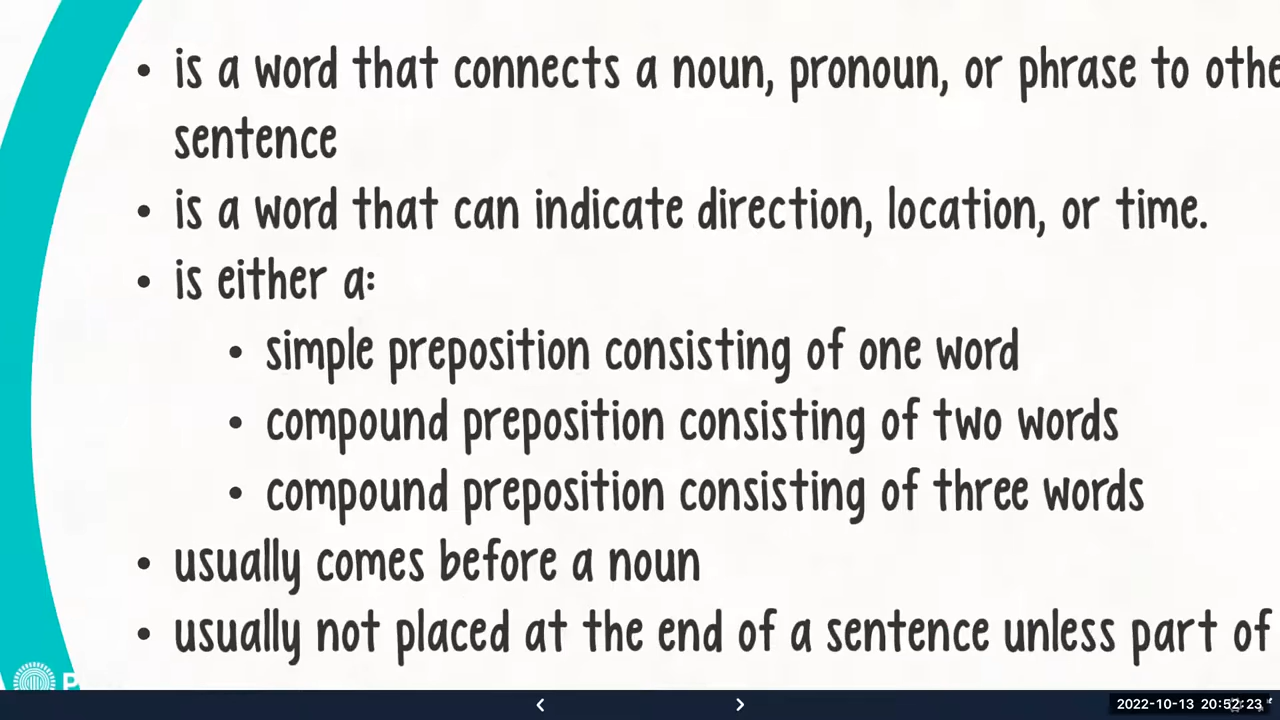 • is a word that connects a noun, pronoun, or phrase to othe
sentence
• is a word that can indicate direction, location, or time.
• is either a:
• simple preposition consisting of one word
• compound preposition consisting of two words
• compound preposition consisting of three words
• usually comes before a noun
• usually not placed at the end of a sentence unless part of
2022-10-13 20:52:23